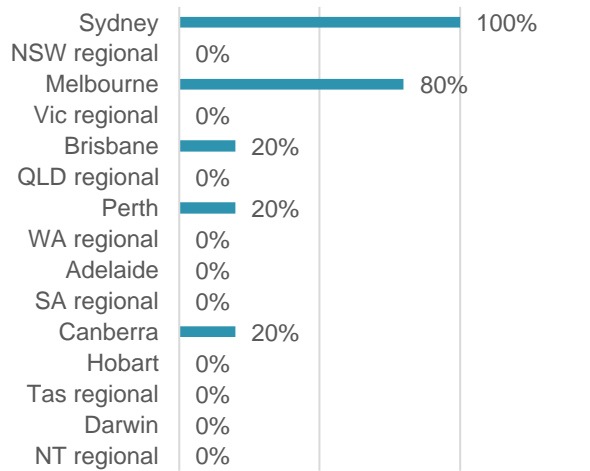 Sydney 100%
NSW regional 0%
Melbourne 80%
Vic regional 0%
Brisbane 20%
QLD regional 0%
Perth 20%
WA regional 0%
Adelaide 0%
SA regional 0%
Canberra 20%
Hobart 0%
Tas regional 0%
Darwin 0%
NT regional 0%